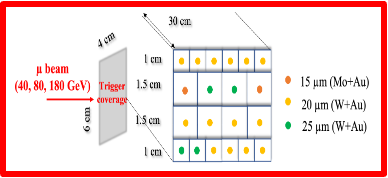 30 cm
4 cm
μ beam
(40, 80, 180 GeV)
Trigger
coverage
6 cm
1 cm
1.5 cm
1.5 cm
1 cm
15 μm (Mo+Au)
20 μm (W+Au)
25 μm (W+Au)